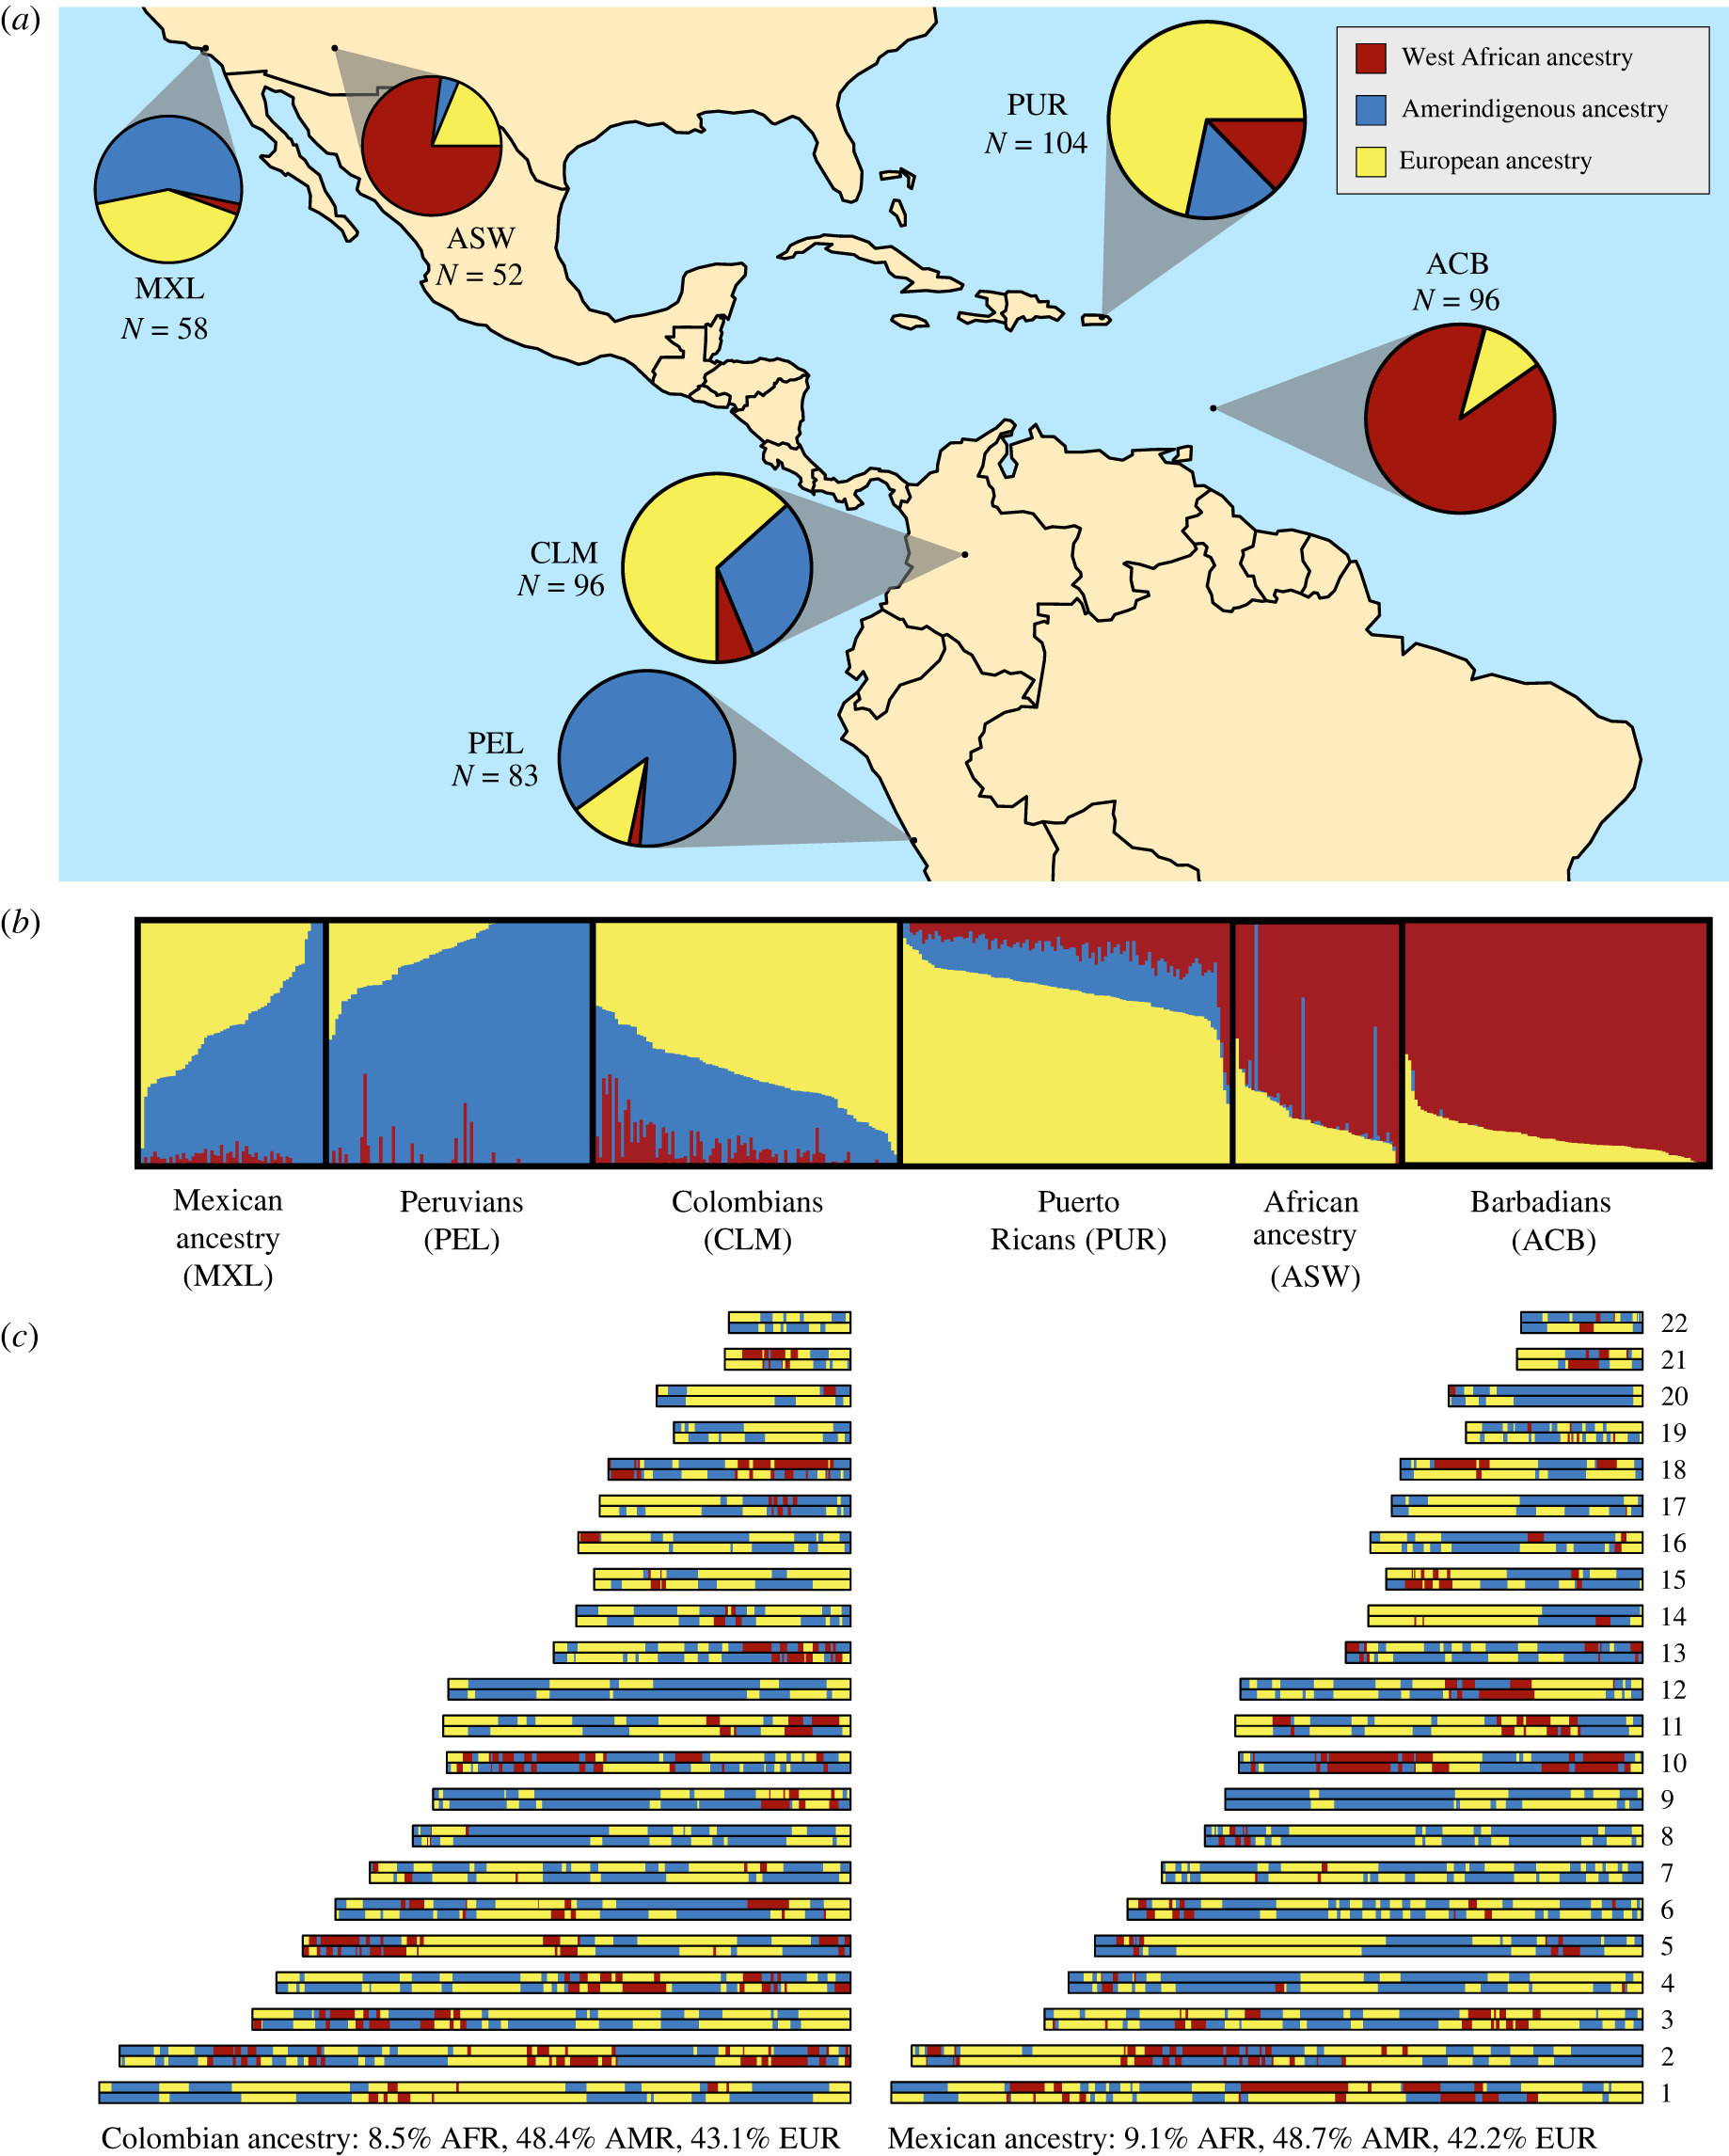 (a)
West African ancestry
Amerindigenous ancestry
European ancestry
PUR
N = 104
ASW
N = 52
MXL
N = 58
ACB
N = 96
CLM
N = 96
PEL
N = 83
(b)
Mexican
ancestry
(MXL)
Peruvians
(PEL)
Colombians
(CLM)
Puerto
Ricans (PUR)
African
ancestry
(ASW)
Barbadians
(ACB)
(c)
22
21
20
19
18
17
16
15
14
13
12
11
10
9
8
7
6
5
4
3
2
1
Colombian ancestry: 8.5% AFR, 48.4% AMR, 43.1% EUR
Mexican ancestry: 9.1% AFR, 48.7% AMR, 42.2% EUR